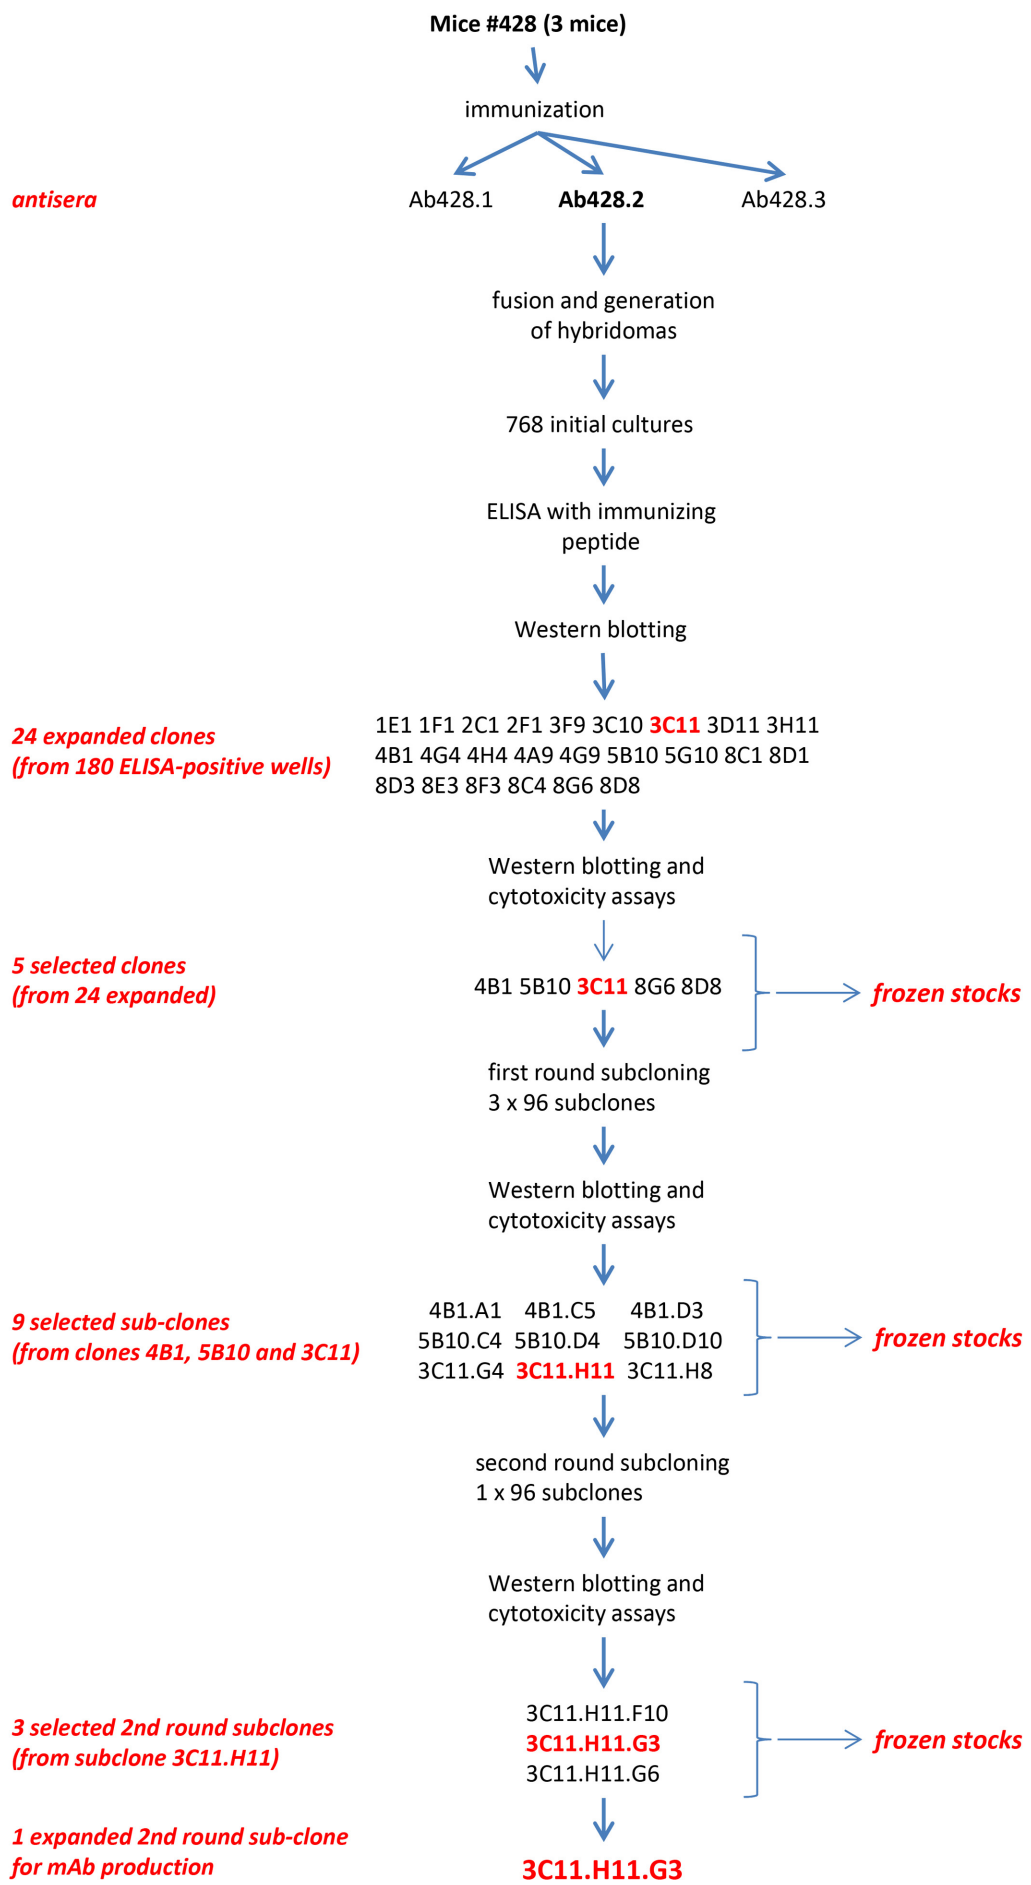 Mice #428 (3 mice)
immunization
antisera
Ab428.1 Ab428.2 Ab428.3
fusion and generation
of hybridomas
768 initial cultures
ELISA with immunizing
peptide
Western blotting
24 expanded clones
(from 180 ELISA-positive wells)
1E1 1F1 2C1 2F1 3F9 3C10 3C11 3D11 3H11
4B1 4G4 4H4 4A9 4G9 5B10 5G10 8C1 8D1
8D3 8E3 8F3 8C4 8G6 8D8
Western blotting and
cytotoxicity assays
5 selected clones
(from 24 expanded)
4B1 5B10 3C11 8G6 8D8
frozen stocks
first round subcloning
3 x 96 subclones
Western blotting and
cytotoxicity assays
9 selected sub-clones
(from clones 4B1, 5B10 and 3C11)
4B1.A1 4B1.C5 4B1.D3
5B10.C4 5B10.D4 5B10.D10
3C11.G4 3C11.H11 3C11.H8
frozen stocks
second round subcloning
1 x 96 subclones
Western blotting and
cytotoxicity assays
3 selected 2nd round subclones
(from subclone 3C11.H11)
3C11.H11.F10
3C11.H11.G3
3C11.H11.G6
frozen stocks
1 expanded 2nd round sub-clone
for mAb production
3C11.H11.G3